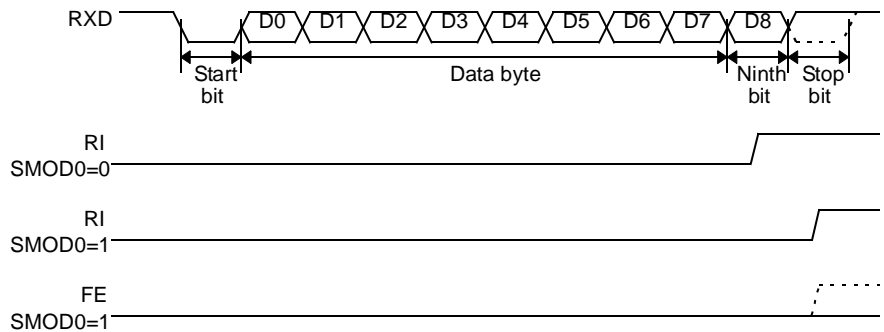 RXD D0 D1 D2 D3 D4 D5 D6 D7 D8
Start bit
Data byte
Ninth bit
Stop bit
RI
SMOD0=0
RI
SMOD0=1
FE
SMOD0=1